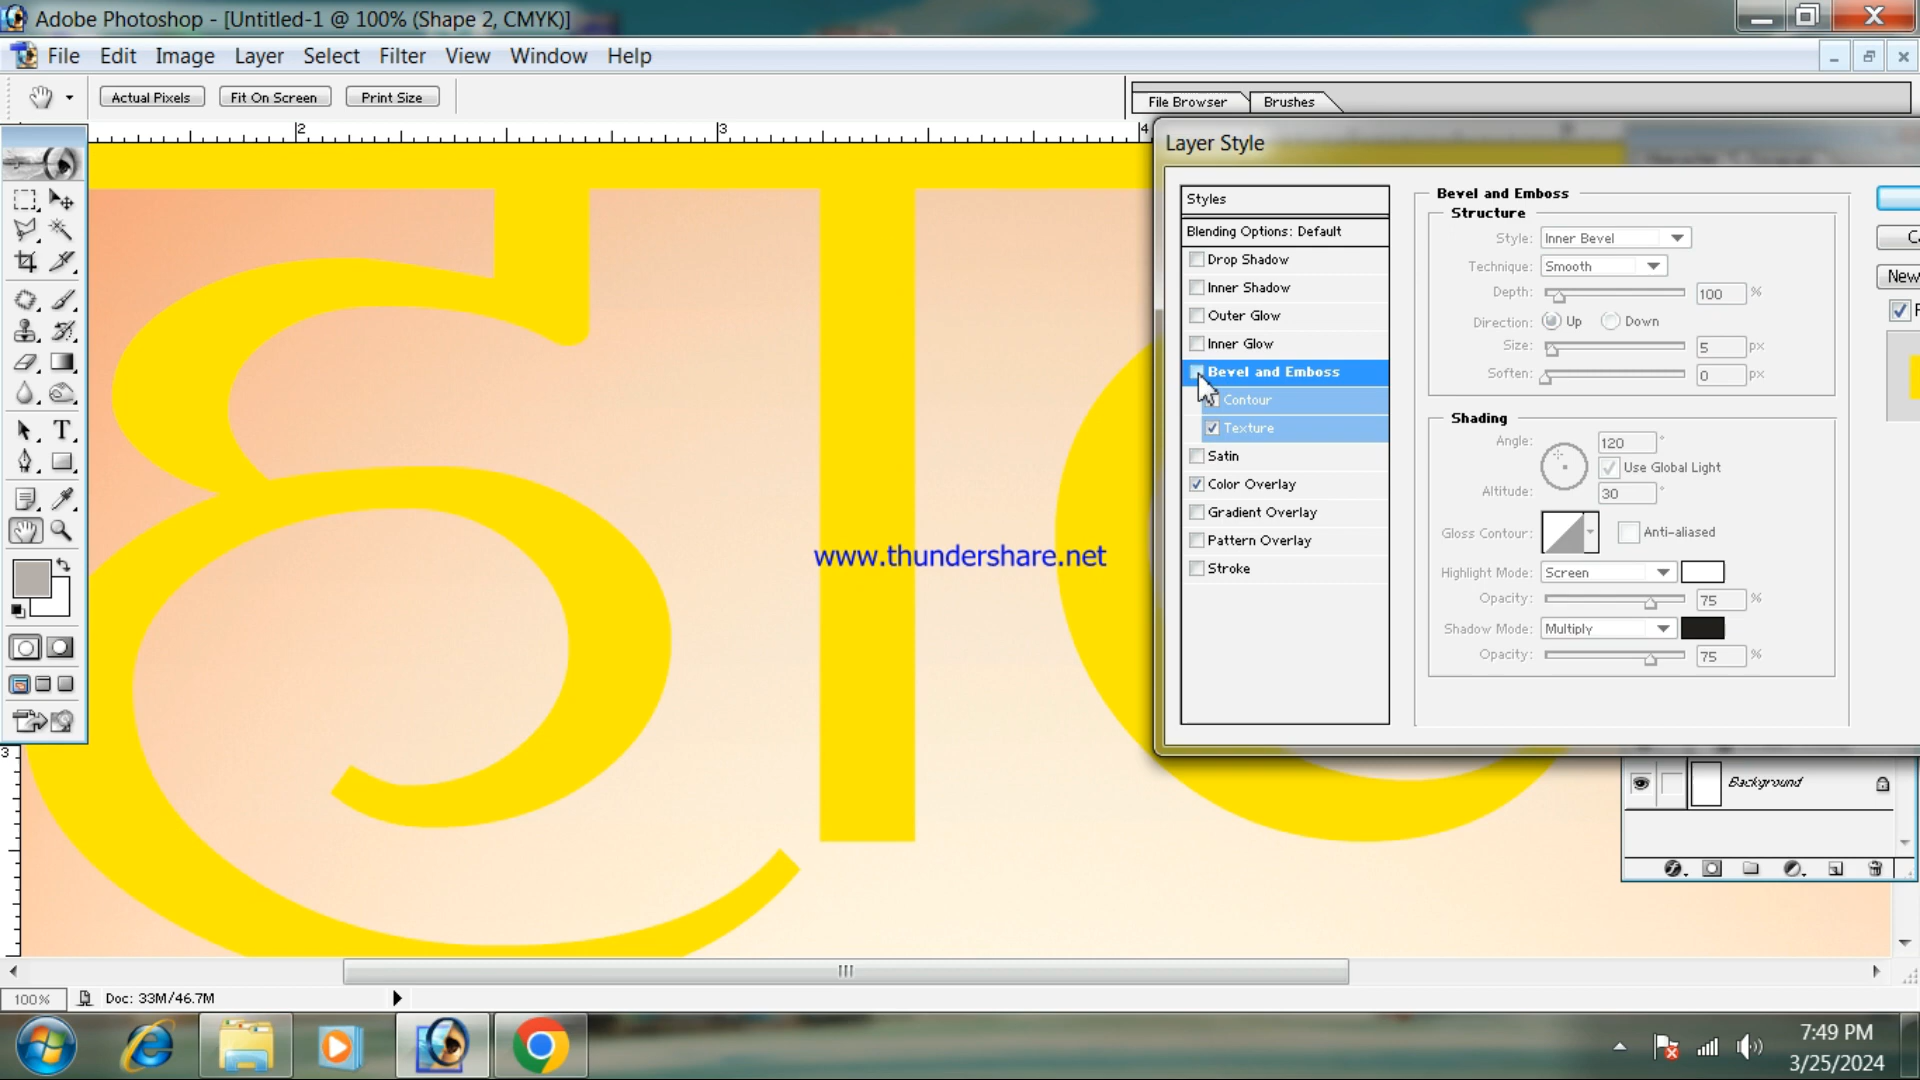 Adobe Photoshop - [Untitled-1 @ 100% (Shape 2, CMYK)]
File Edit Image Layer Select Filter View Window Help
Actual Pixels Fit On Screen Print Size
File Browser Brushes
2 3 4
Layer Style
Styles
Blending Options: Default
Drop Shadow
Inner Shadow
Outer Glow
Inner Glow
Bevel and Emboss
Contour
Texture
Satin
Color Overlay
Gradient Overlay
Pattern Overlay
Stroke
Bevel and Emboss
Structure
Style: Inner Bevel
Technique: Smooth
Depth: 100 %
Direction: Up Down
Size: 5 px
Soften: 0 px
Shading
Angle: 120 °
Use Global Light
Altitude: 30 °
Gloss Contour: Anti-aliased
Highlight Mode: Screen
Opacity: 75 %
Shadow Mode: Multiply
Opacity: 75 %
New
www.thundershare.net
3
Background
100% Doc: 33M/46.7M
7:49 PM
3/25/2024